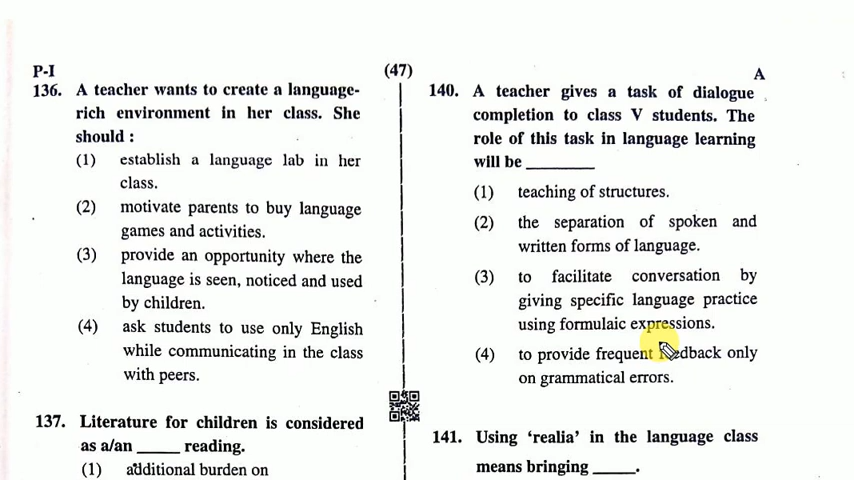 P-I
(47)
A
136. A teacher wants to create a language-
rich environment in her class. She
should :
(1) establish a language lab in her
class.
(2) motivate parents to buy language
games and activities.
(3) provide an opportunity where the
language is seen, noticed and used
by children.
(4) ask students to use only English
while communicating in the class
with peers.
137. Literature for children is considered
as a/an _____ reading.
(1) additional burden on
140. A teacher gives a task of dialogue
completion to class V students. The
role of this task in language learning
will be ________
(1) teaching of structures.
(2) the separation of spoken and
written forms of language.
(3) to facilitate conversation by
giving specific language practice
using formulaic expressions.
(4) to provide frequent feedback only
on grammatical errors.
141. Using ‘realia’ in the language class
means bringing _____.